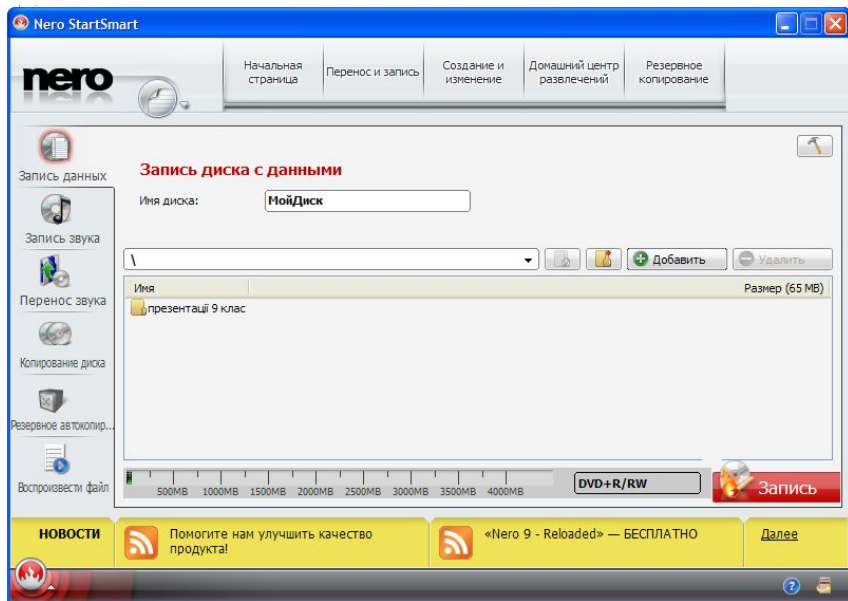 Nero StartSmart
nero
Начальная страница
Перенос и запись
Создание и изменение
Домашний центр развлечений
Резервное копирование
Запись данных
Запись звука
Перенос звука
Копирование диска
Резервное автокопир...
Воспроизвести файл
Запись диска с данными
Имя диска:
МойДиск
\
Добавить
Удалить
Имя
Размер (65 MB)
презентації 9 клас
500MB 1000MB 1500MB 2000MB 2500MB 3000MB 3500MB 4000MB
DVD+R/RW
Запись
НОВОСТИ
Помогите нам улучшить качество
продукта!
«Nero 9 - Reloaded» — БЕСПЛАТНО
Далее